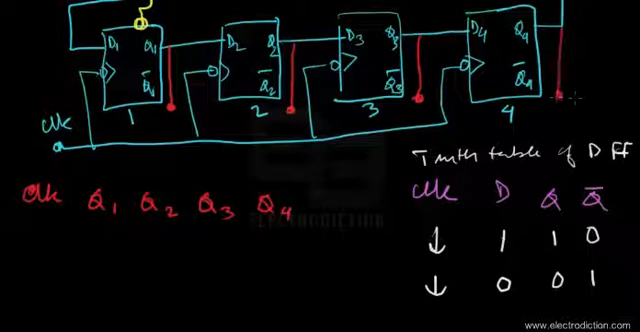 D1 Q1 D2 Q2 D3 Q3 D4 Q4
Q̅1 Q̅2 Q̅3 Q̅4
1 2 3 4
clk
Truth table of D FF
clk D Q Q̅
↓ 1 1 0
↓ 0 0 1
clk Q1 Q2 Q3 Q4
ELECTRODICTION
www.electrodiction.com